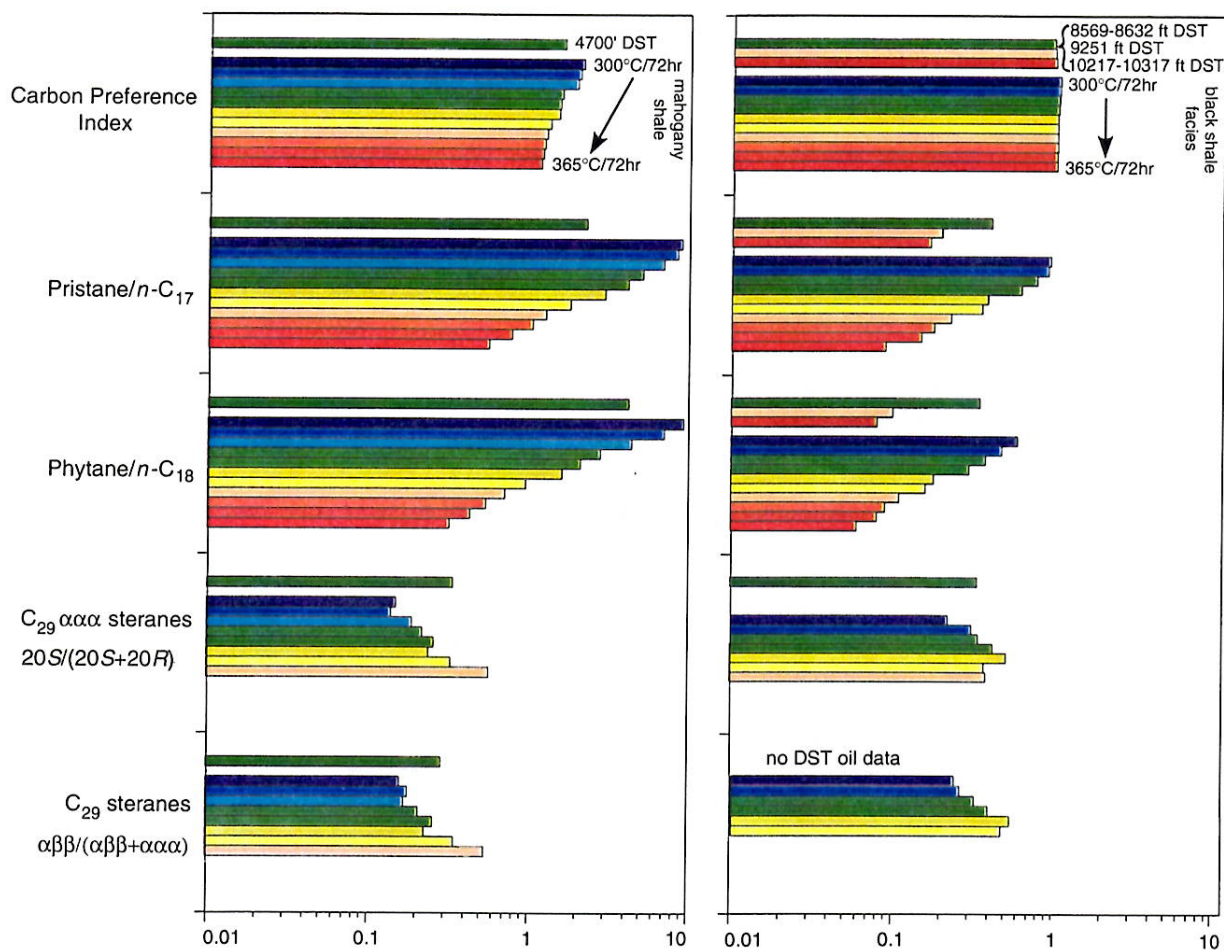 4700' DST
300°C/72hr
365°C/72hr
mahogany
shale
8569-8632 ft DST
9251 ft DST
10217-10317 ft DST
300°C/72hr
365°C/72hr
black shale
facies
Carbon Preference
Index
Pristane/n-C17
Phytane/n-C18
C29 ααα steranes
20S/(20S+20R)
C29 steranes
αββ/(αββ+ααα)
no DST oil data
0.01 0.1 1 10
0.01 0.1 1 10